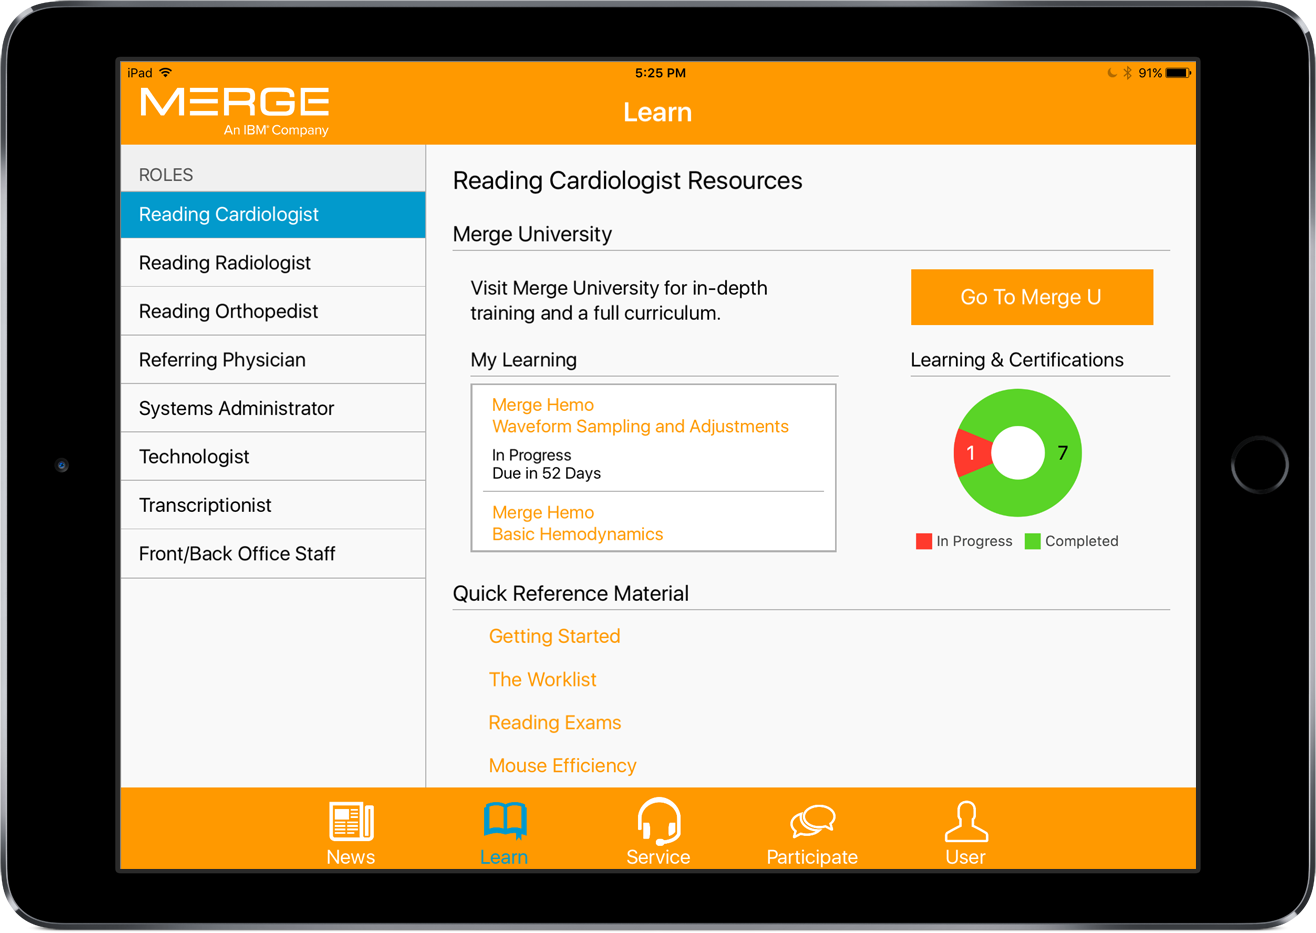 iPad
5:25 PM
91%
MERGE
An IBM® Company
Learn
ROLES
Reading Cardiologist
Reading Radiologist
Reading Orthopedist
Referring Physician
Systems Administrator
Technologist
Transcriptionist
Front/Back Office Staff
Reading Cardiologist Resources
Merge University
Visit Merge University for in-depth
training and a full curriculum.
Go To Merge U
My Learning
Merge Hemo
Waveform Sampling and Adjustments
In Progress
Due in 52 Days
Merge Hemo
Basic Hemodynamics
Learning & Certifications
1
7
In Progress
Completed
Quick Reference Material
Getting Started
The Worklist
Reading Exams
Mouse Efficiency
News
Learn
Service
Participate
User